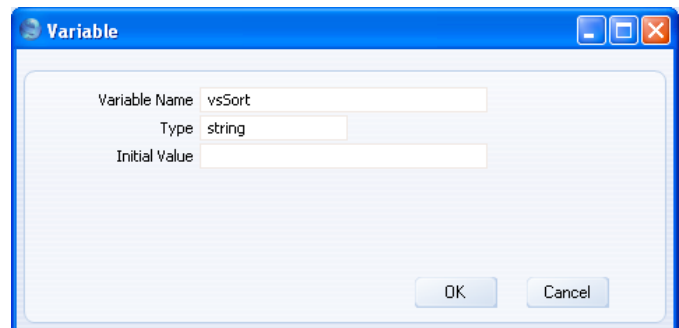 Variable
Variable Name vsSort
Type string
Initial Value
OK Cancel